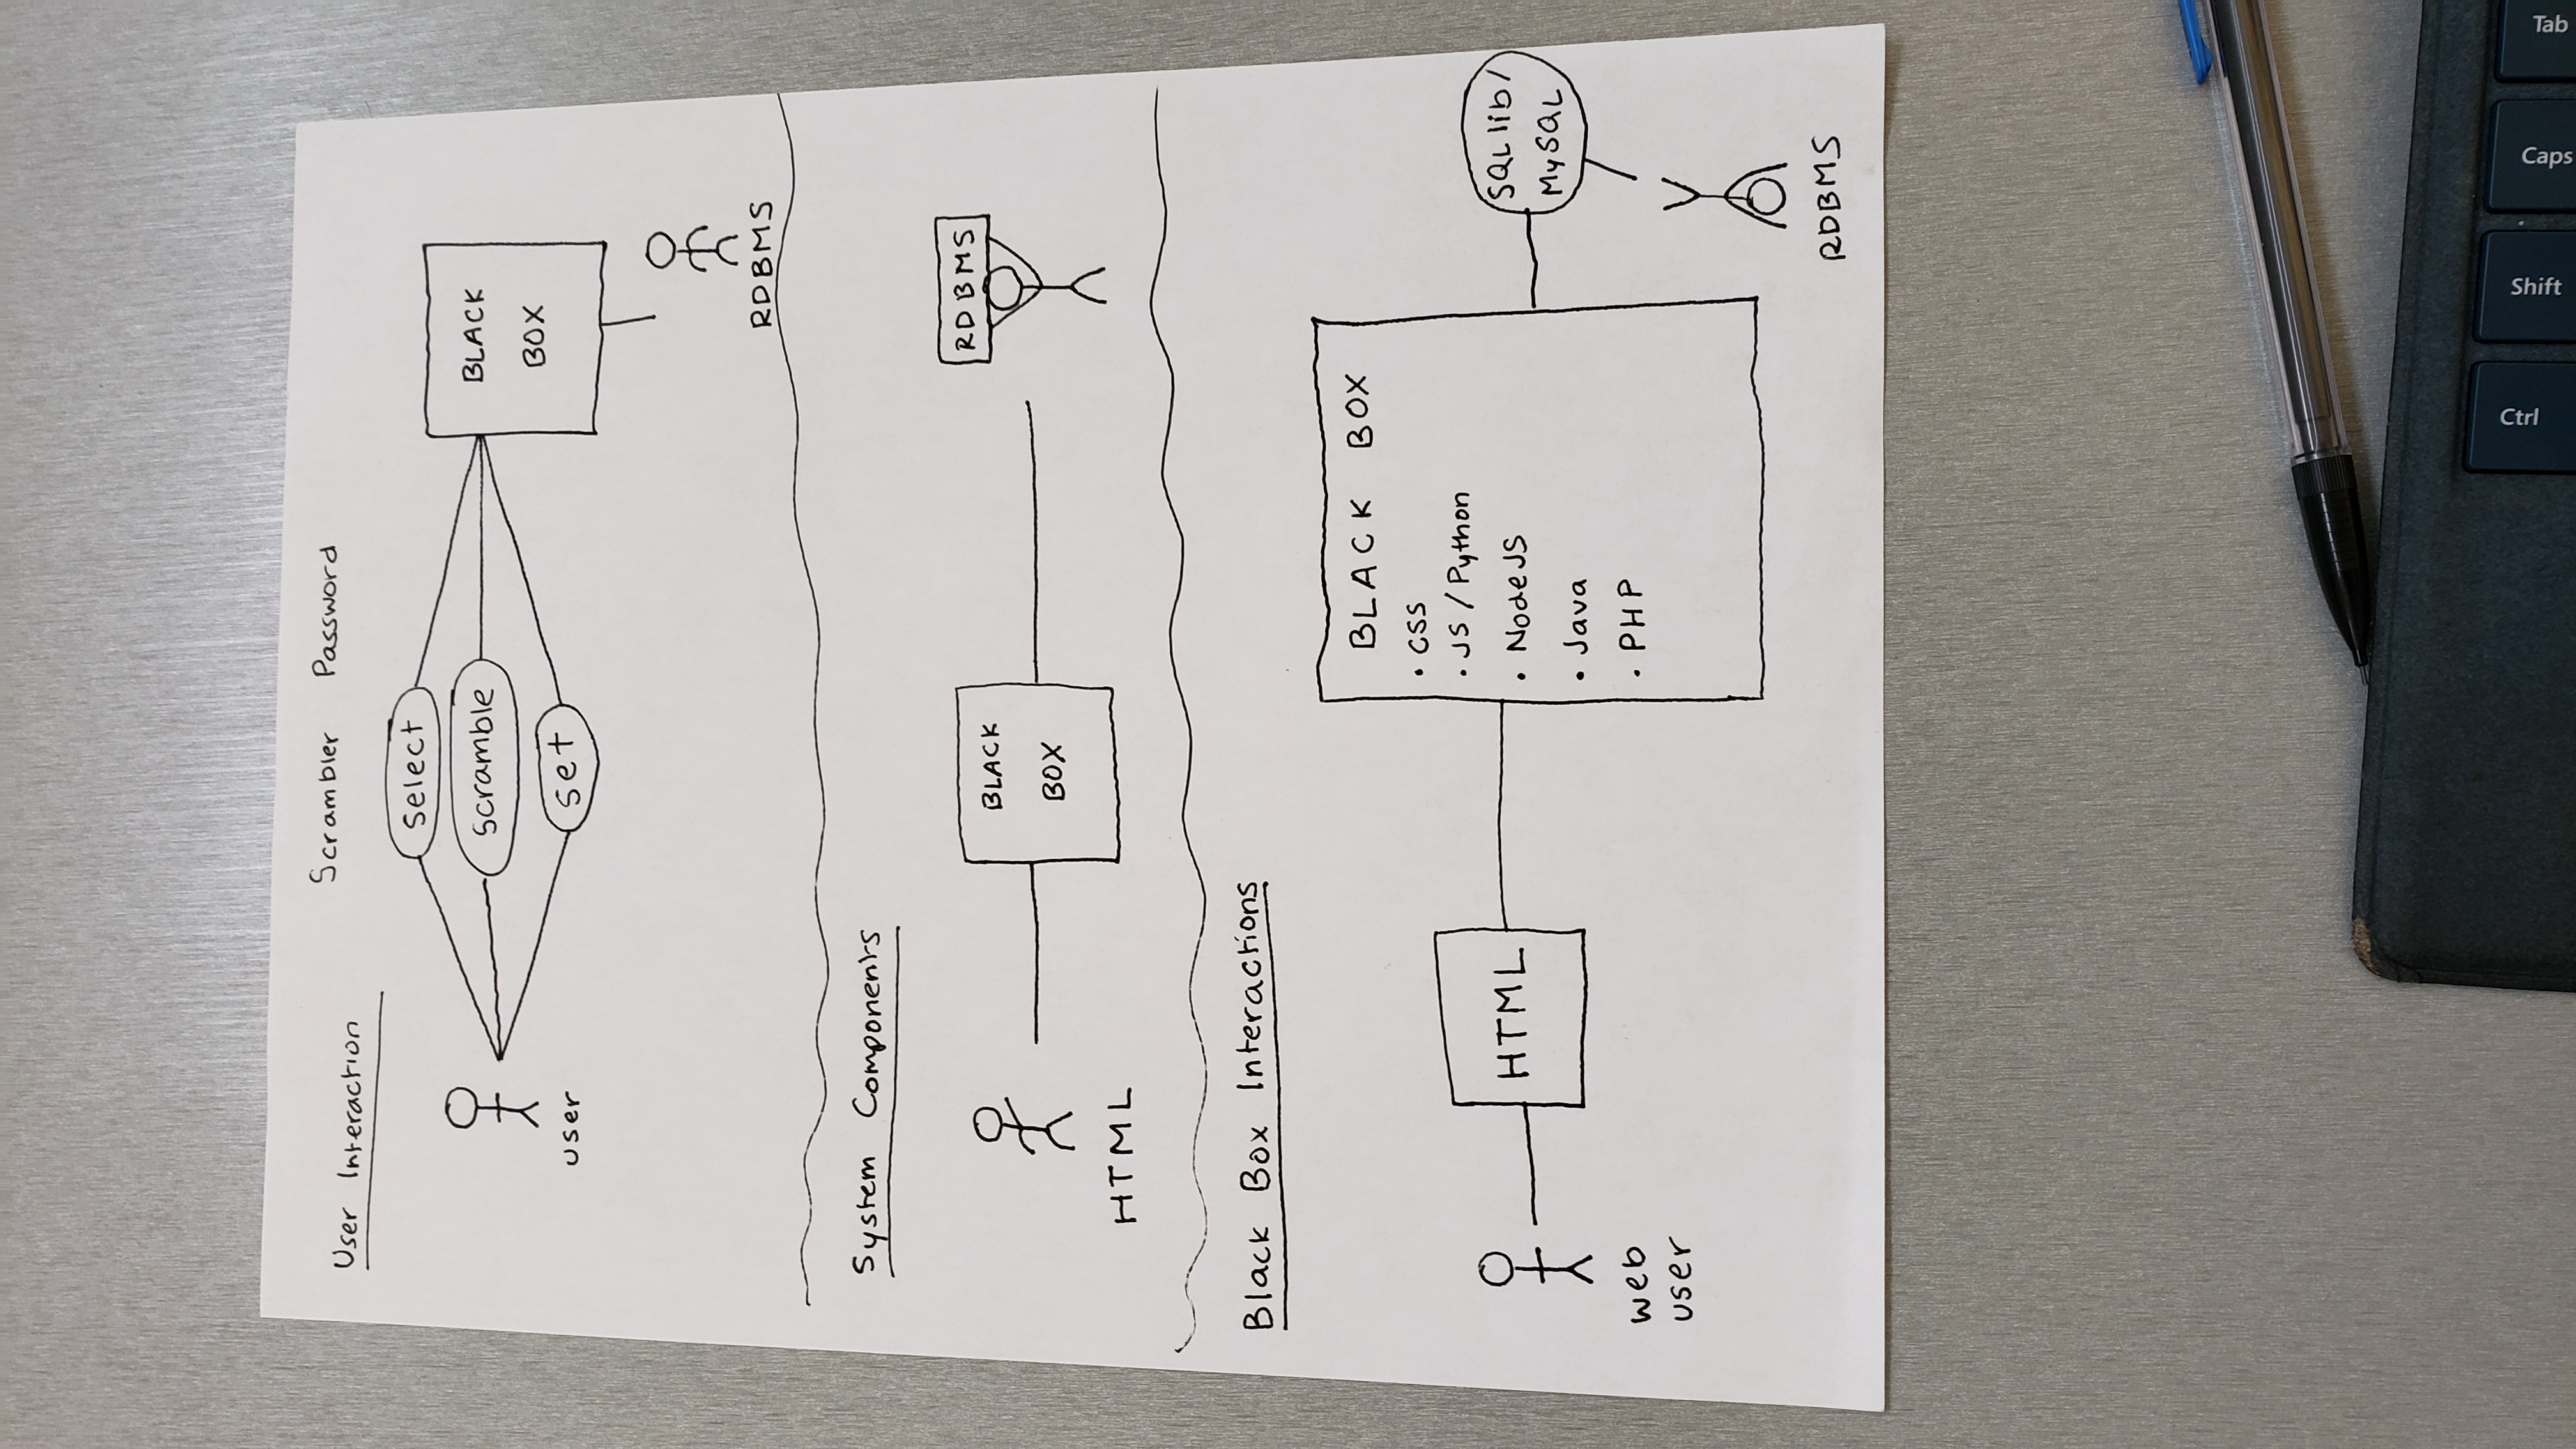 Scrambler Password
User Interaction
select
scramble
set
user
BLACK
BOX
RDBMS
System Components
HTML
BLACK
BOX
RDBMS
Black Box Interactions
web
user
HTML
BLACK BOX
• CSS
• JS / Python
• NodeJS
• Java
• PHP
SQL lib /
MySQL
RDBMS
Ctrl
Shift
Caps
Tab